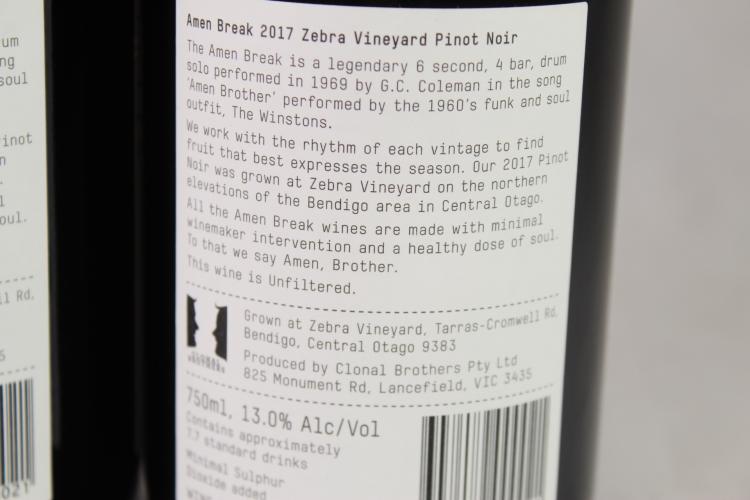 Amen Break 2017 Zebra Vineyard Pinot Noir
The Amen Break is a legendary 6 second, 4 bar, drum
solo performed in 1969 by G.C. Coleman in the song
'Amen Brother' performed by the 1960's funk and soul
outfit, The Winstons.
We work with the rhythm of each vintage to find
fruit that best expresses the season. Our 2017 Pinot
Noir was grown at Zebra Vineyard on the northern
elevations of the Bendigo area in Central Otago.
All the Amen Break wines are made with minimal
winemaker intervention and a healthy dose of soul.
To that we say Amen, Brother.
This wine is Unfiltered.
Grown at Zebra Vineyard, Tarras-Cromwell Rd,
Bendigo, Central Otago 9383
Produced by Clonal Brothers Pty Ltd
825 Monument Rd, Lancefield, VIC 3435
750ml, 13.0% Alc/Vol
Contains approximately
7.7 standard drinks
Minimal Sulphur
Dioxide added